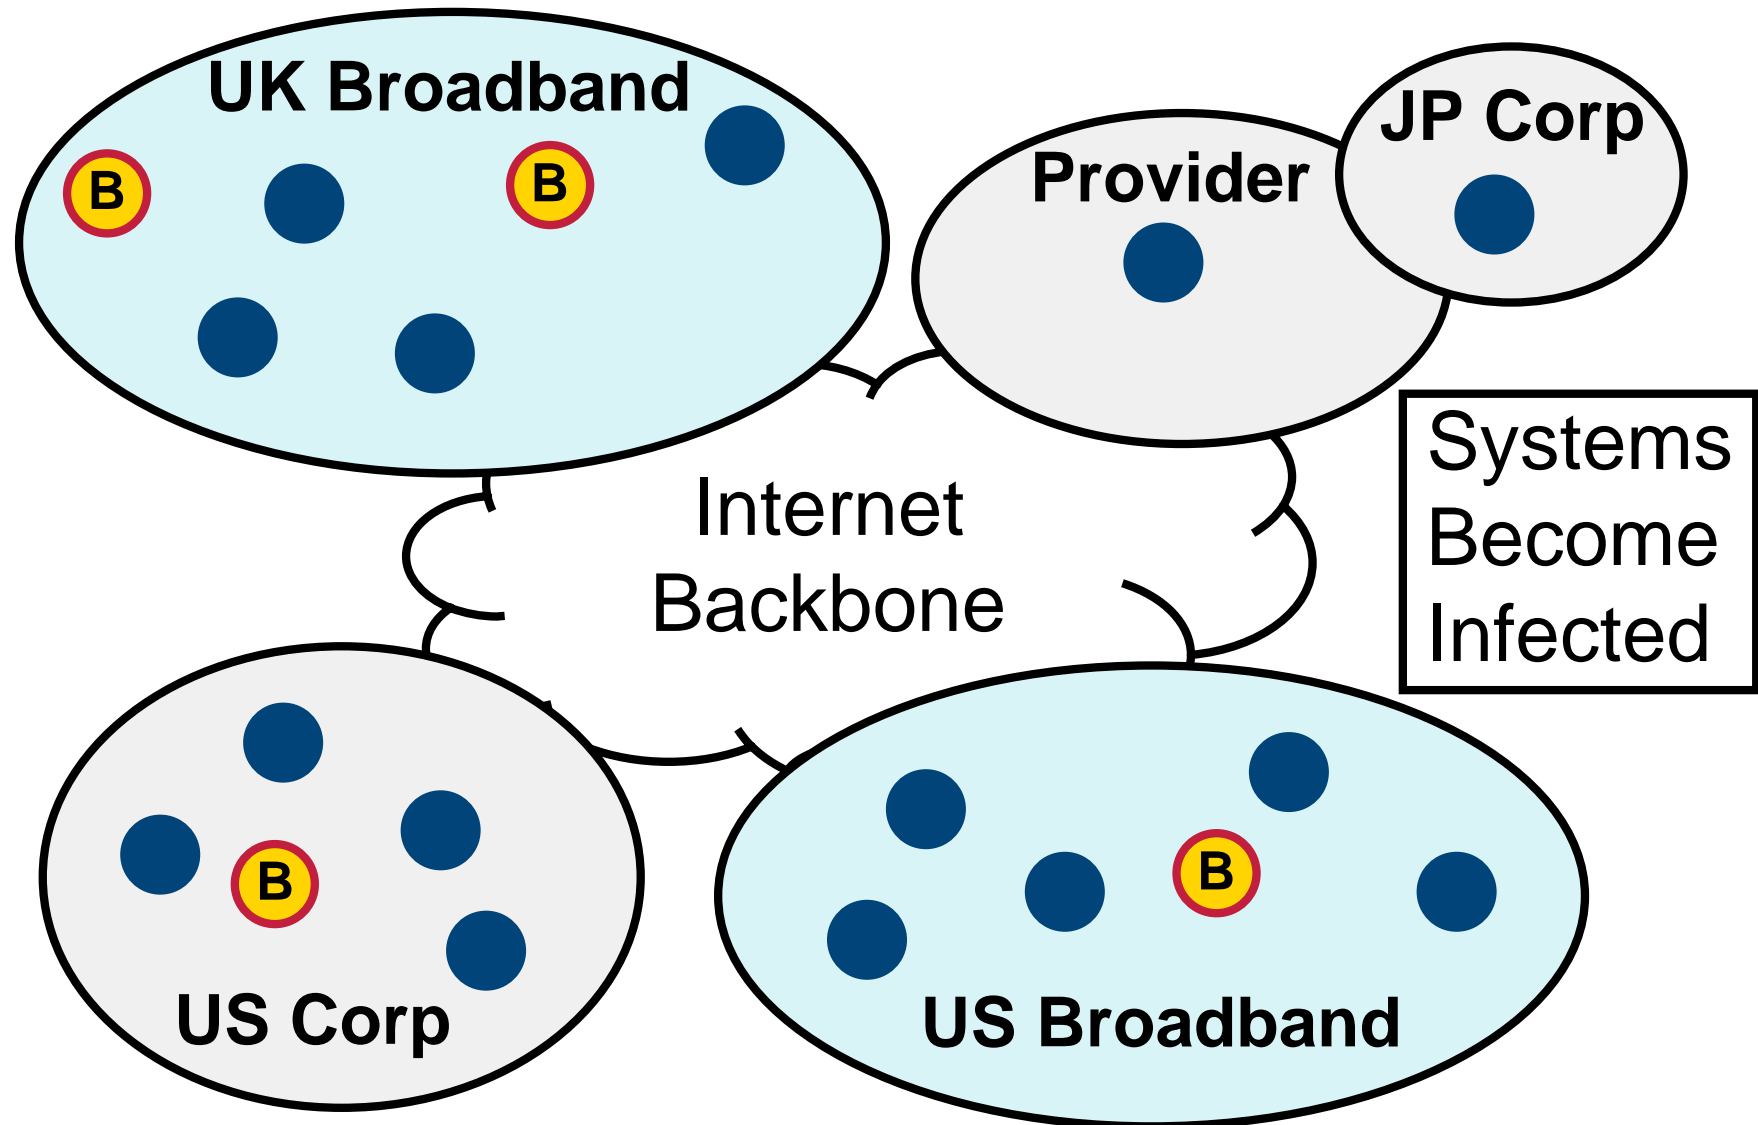 UK Broadband
B
B
Provider
JP Corp
Internet
Backbone
Systems
Become
Infected
B
US Corp
B
US Broadband